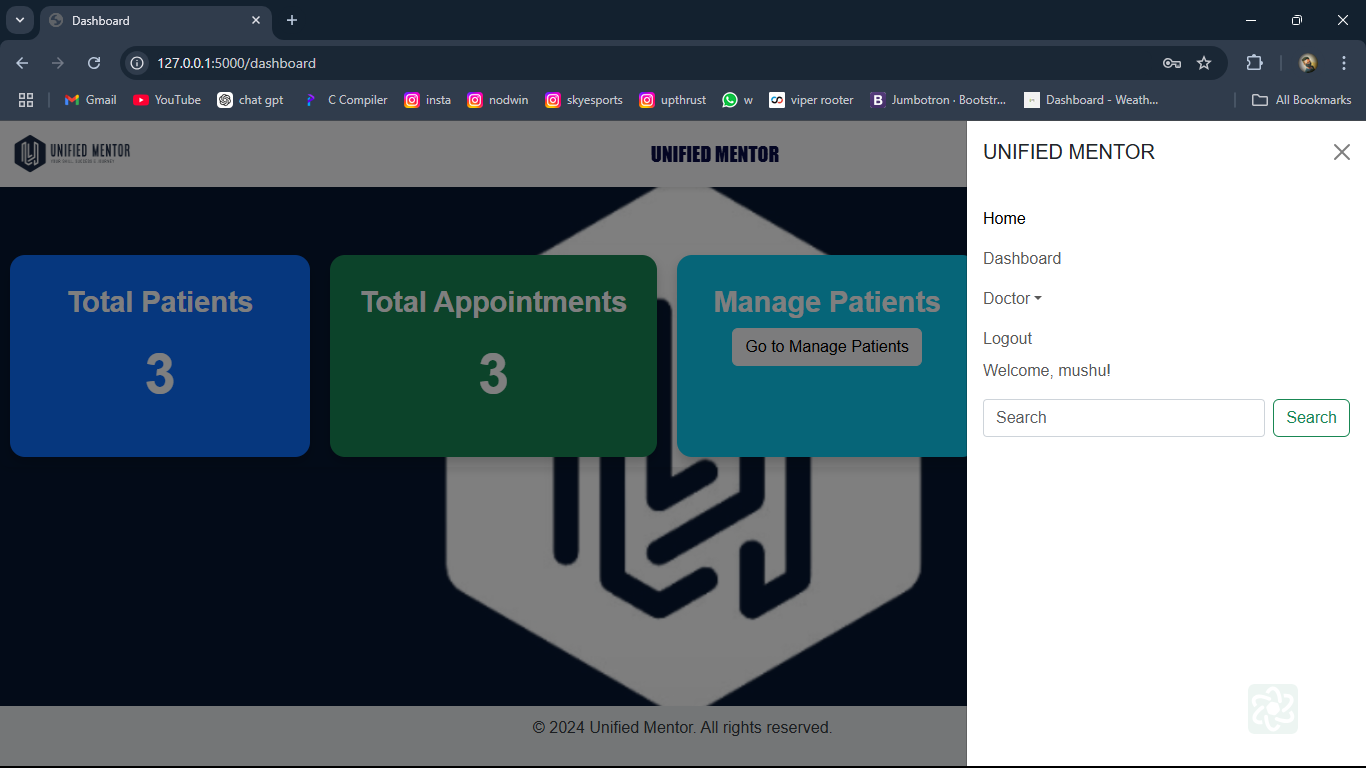 Dashboard
127.0.0.1:5000/dashboard
Gmail YouTube chat gpt C Compiler insta nodwin skyesports upthrust w viper rooter Jumbotron · Bootstr... Dashboard - Weath... All Bookmarks
UNIFIED MENTOR
UNIFIED MENTOR
UNIFIED MENTOR
Total Patients
3
Total Appointments
3
Manage Patients
Go to Manage Patients
Home
Dashboard
Doctor
Logout
Welcome, mushu!
Search Search
© 2024 Unified Mentor. All rights reserved.